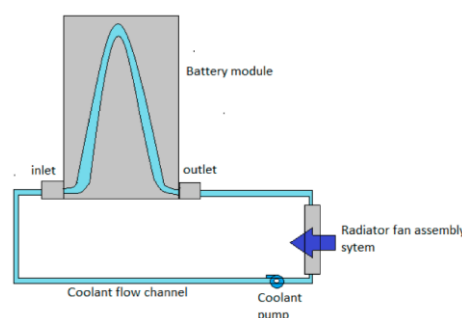 Battery module
inlet
outlet
Radiator fan assembly
sytem
Coolant flow channel
Coolant
pump